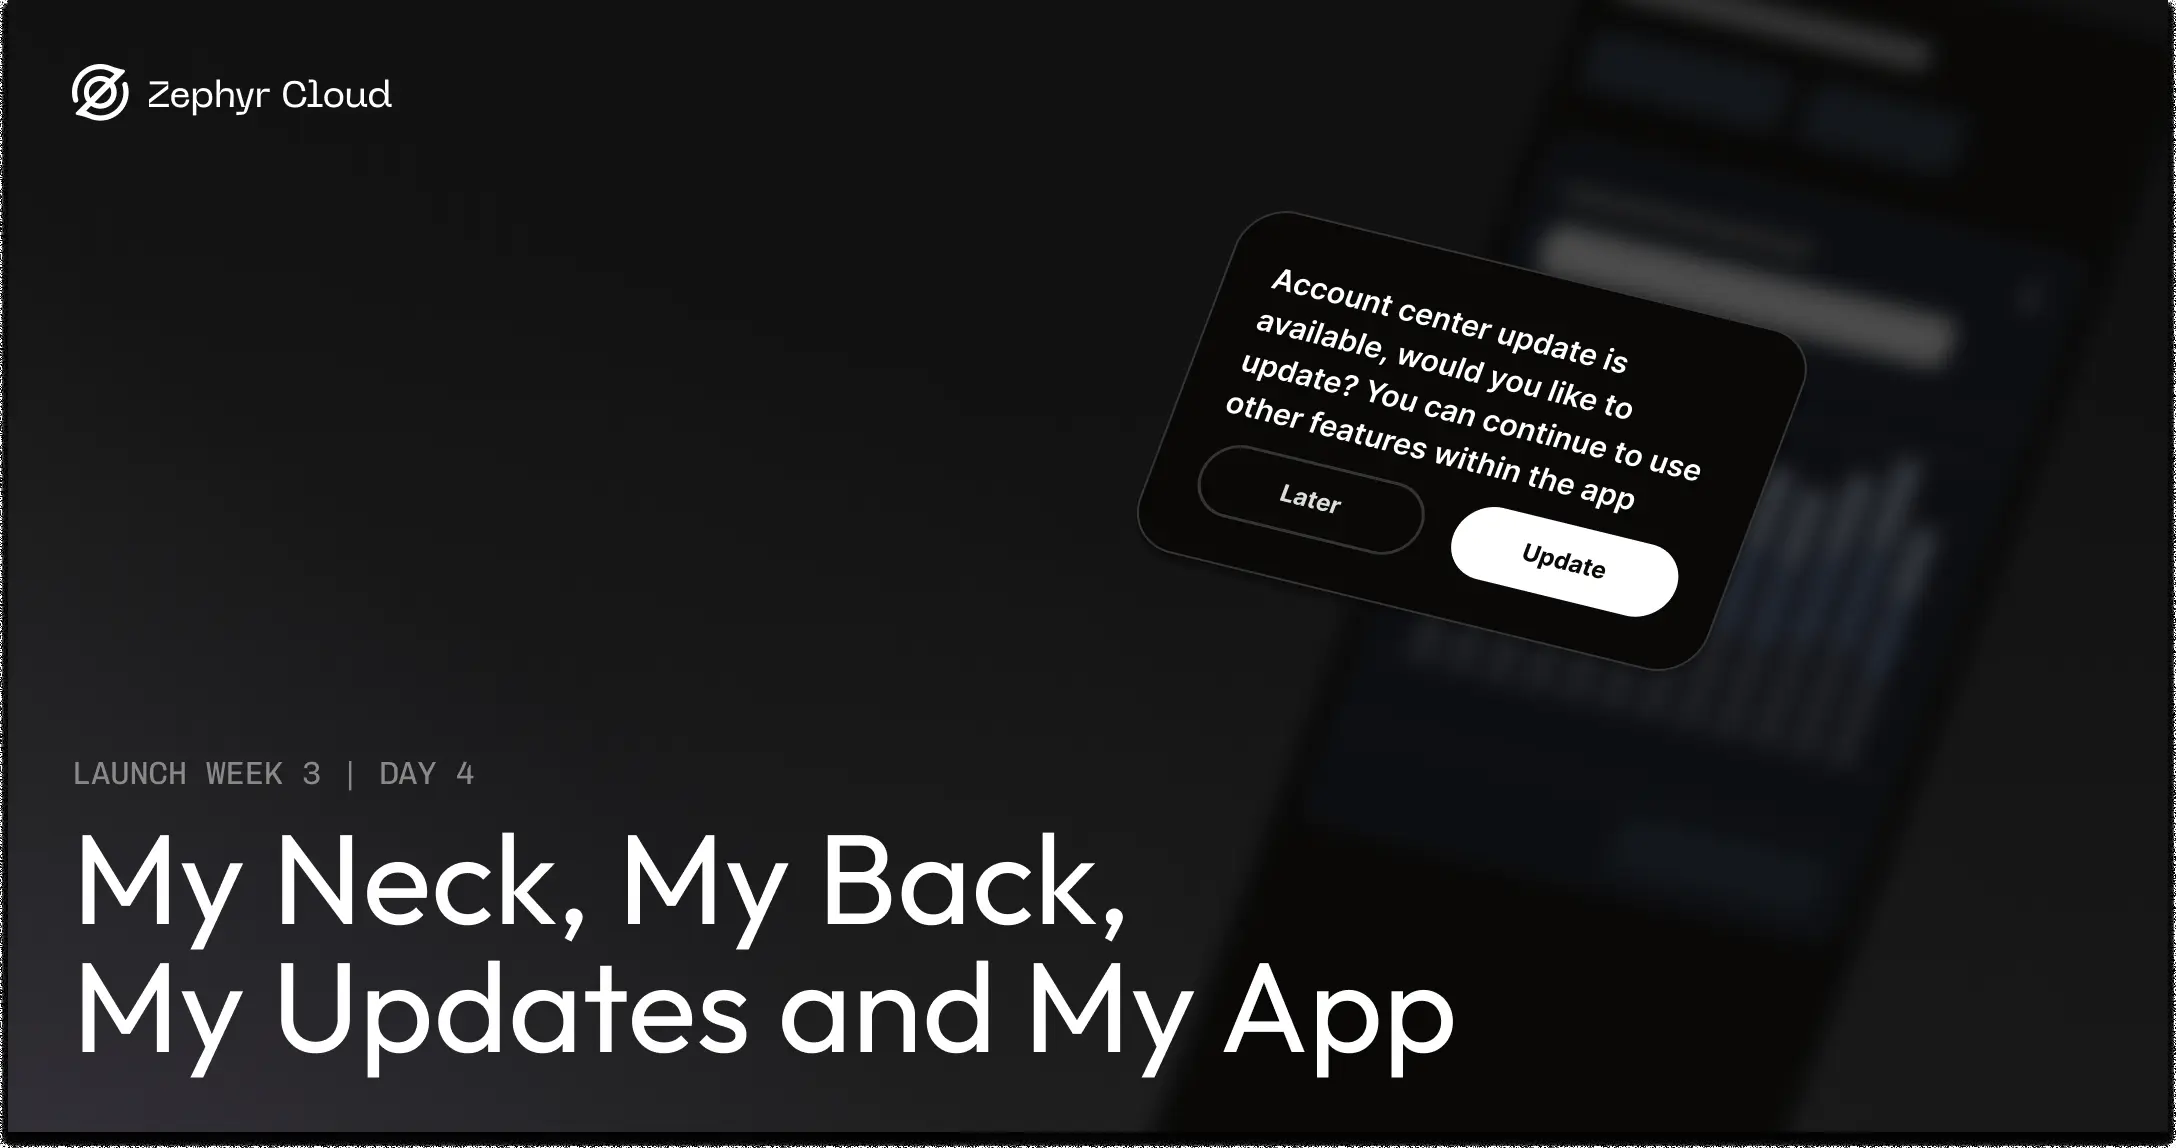 Zephyr Cloud
Account center update is
available, would you like to
update? You can continue to use
other features within the app
Later
Update
LAUNCH WEEK 3 | DAY 4
My Neck, My Back,
My Updates and My App